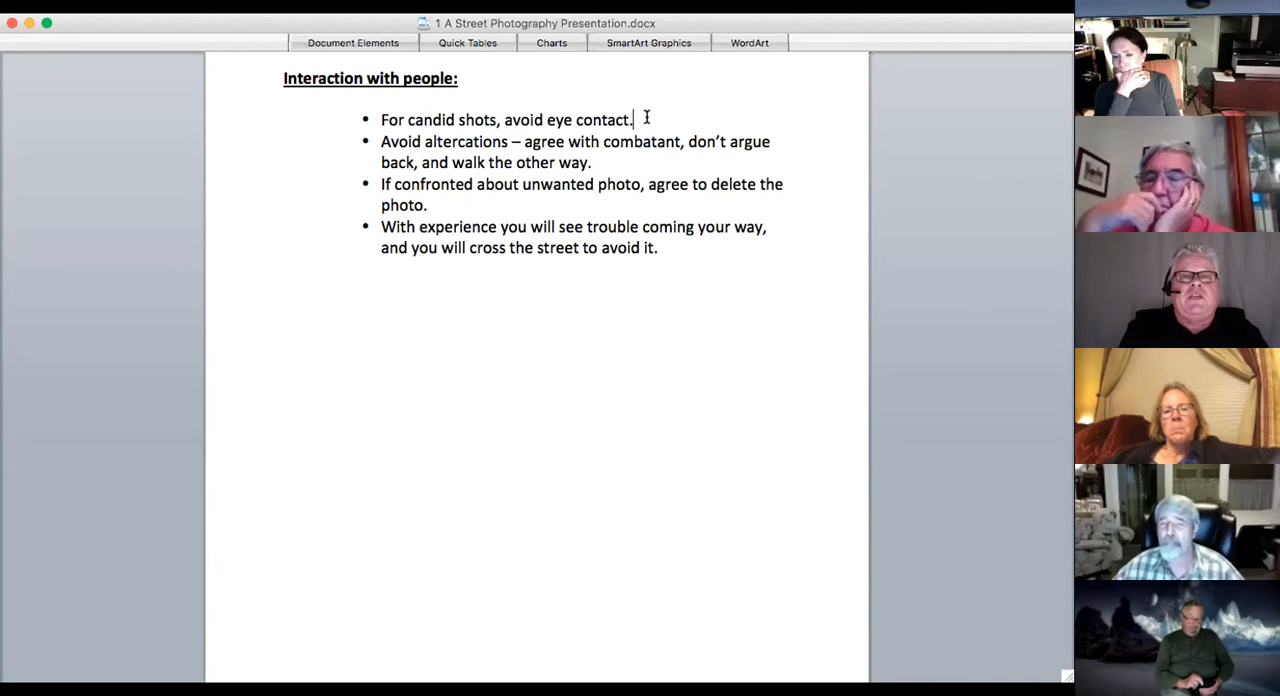 1 A Street Photography Presentation.docx
Document Elements
Quick Tables
Charts
SmartArt Graphics
WordArt
Interaction with people:
• For candid shots, avoid eye contact.
• Avoid altercations – agree with combatant, don’t argue
back, and walk the other way.
• If confronted about unwanted photo, agree to delete the
photo.
• With experience you will see trouble coming your way,
and you will cross the street to avoid it.